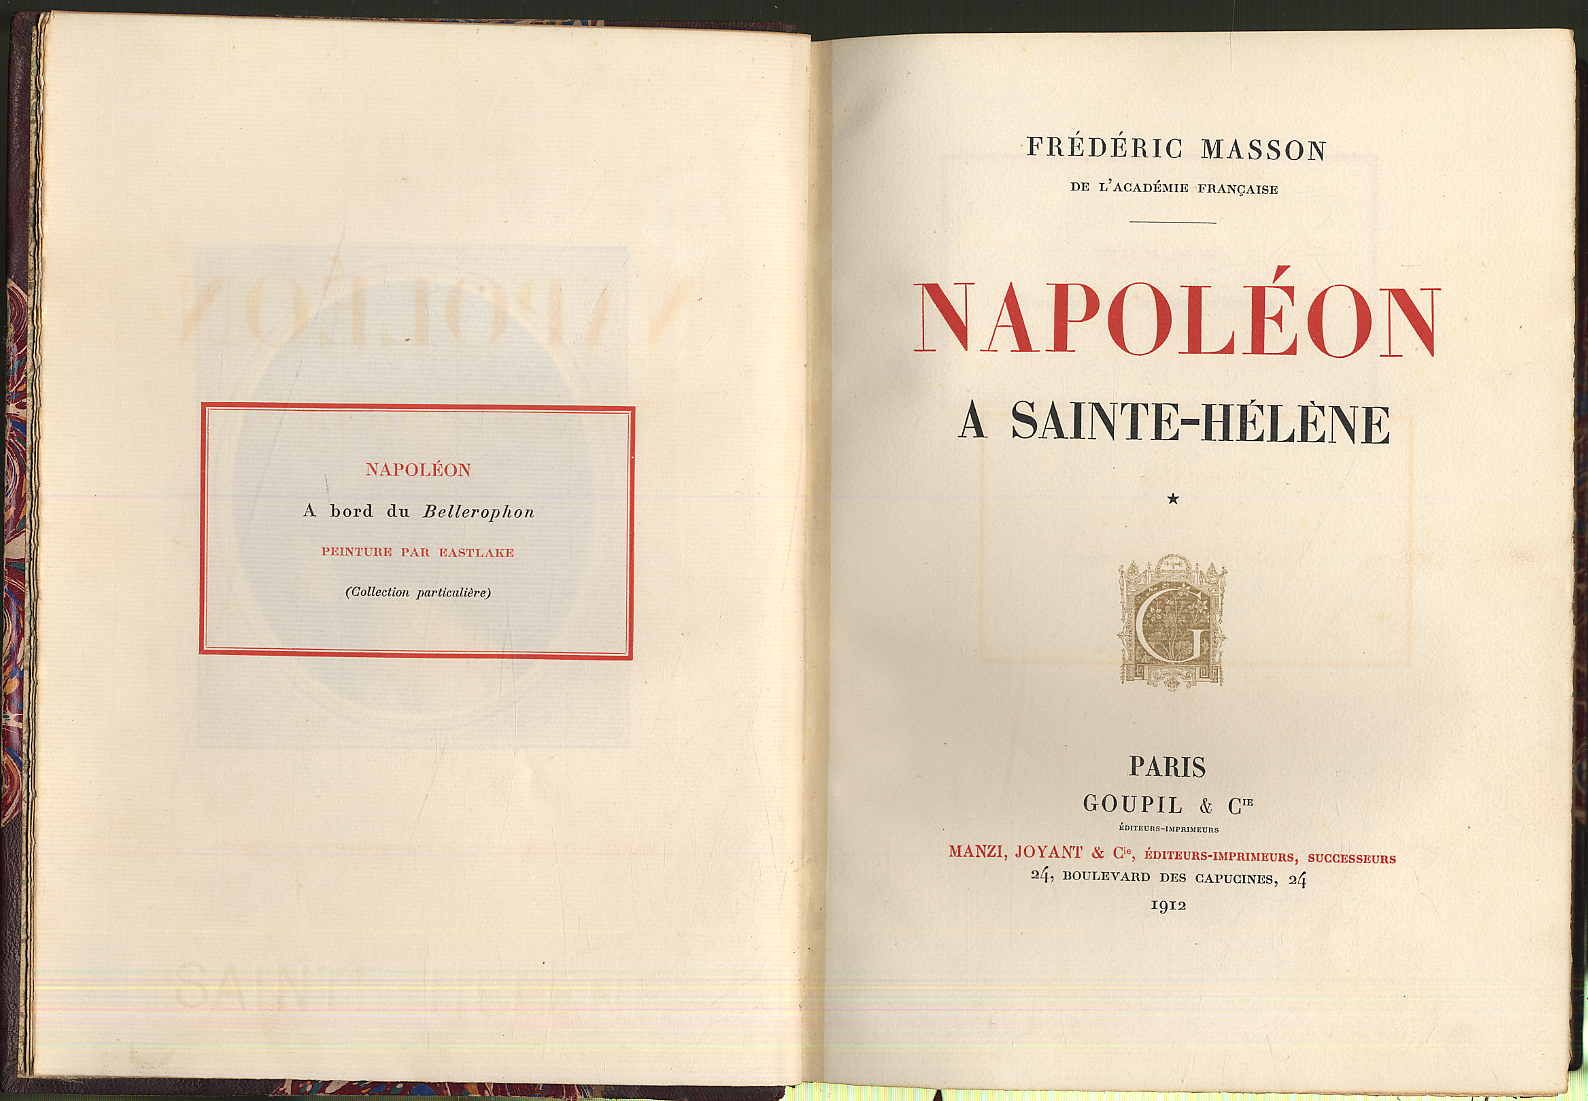 NAPOLÉON
A bord du Bellerophon
PEINTURE PAR EASTLAKE
(Collection particulière)
FRÉDÉRIC MASSON
DE L'ACADÉMIE FRANÇAISE
NAPOLÉON
A SAINTE-HÉLÈNE
★
G
PARIS
GOUPIL & CIE
ÉDITEURS-IMPRIMEURS
MANZI, JOYANT & Cie, ÉDITEURS-IMPRIMEURS, SUCCESSEURS
24, BOULEVARD DES CAPUCINES, 24
1912